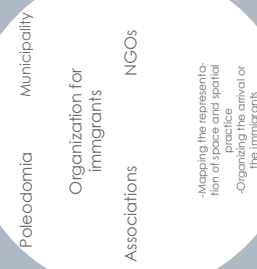 Poleodomia Municipality
Organization for
immgrants
Associations NGOs
-Mapping the representa-
tion of space and spatial
practice
-Organizing the arrival or
the immigrants